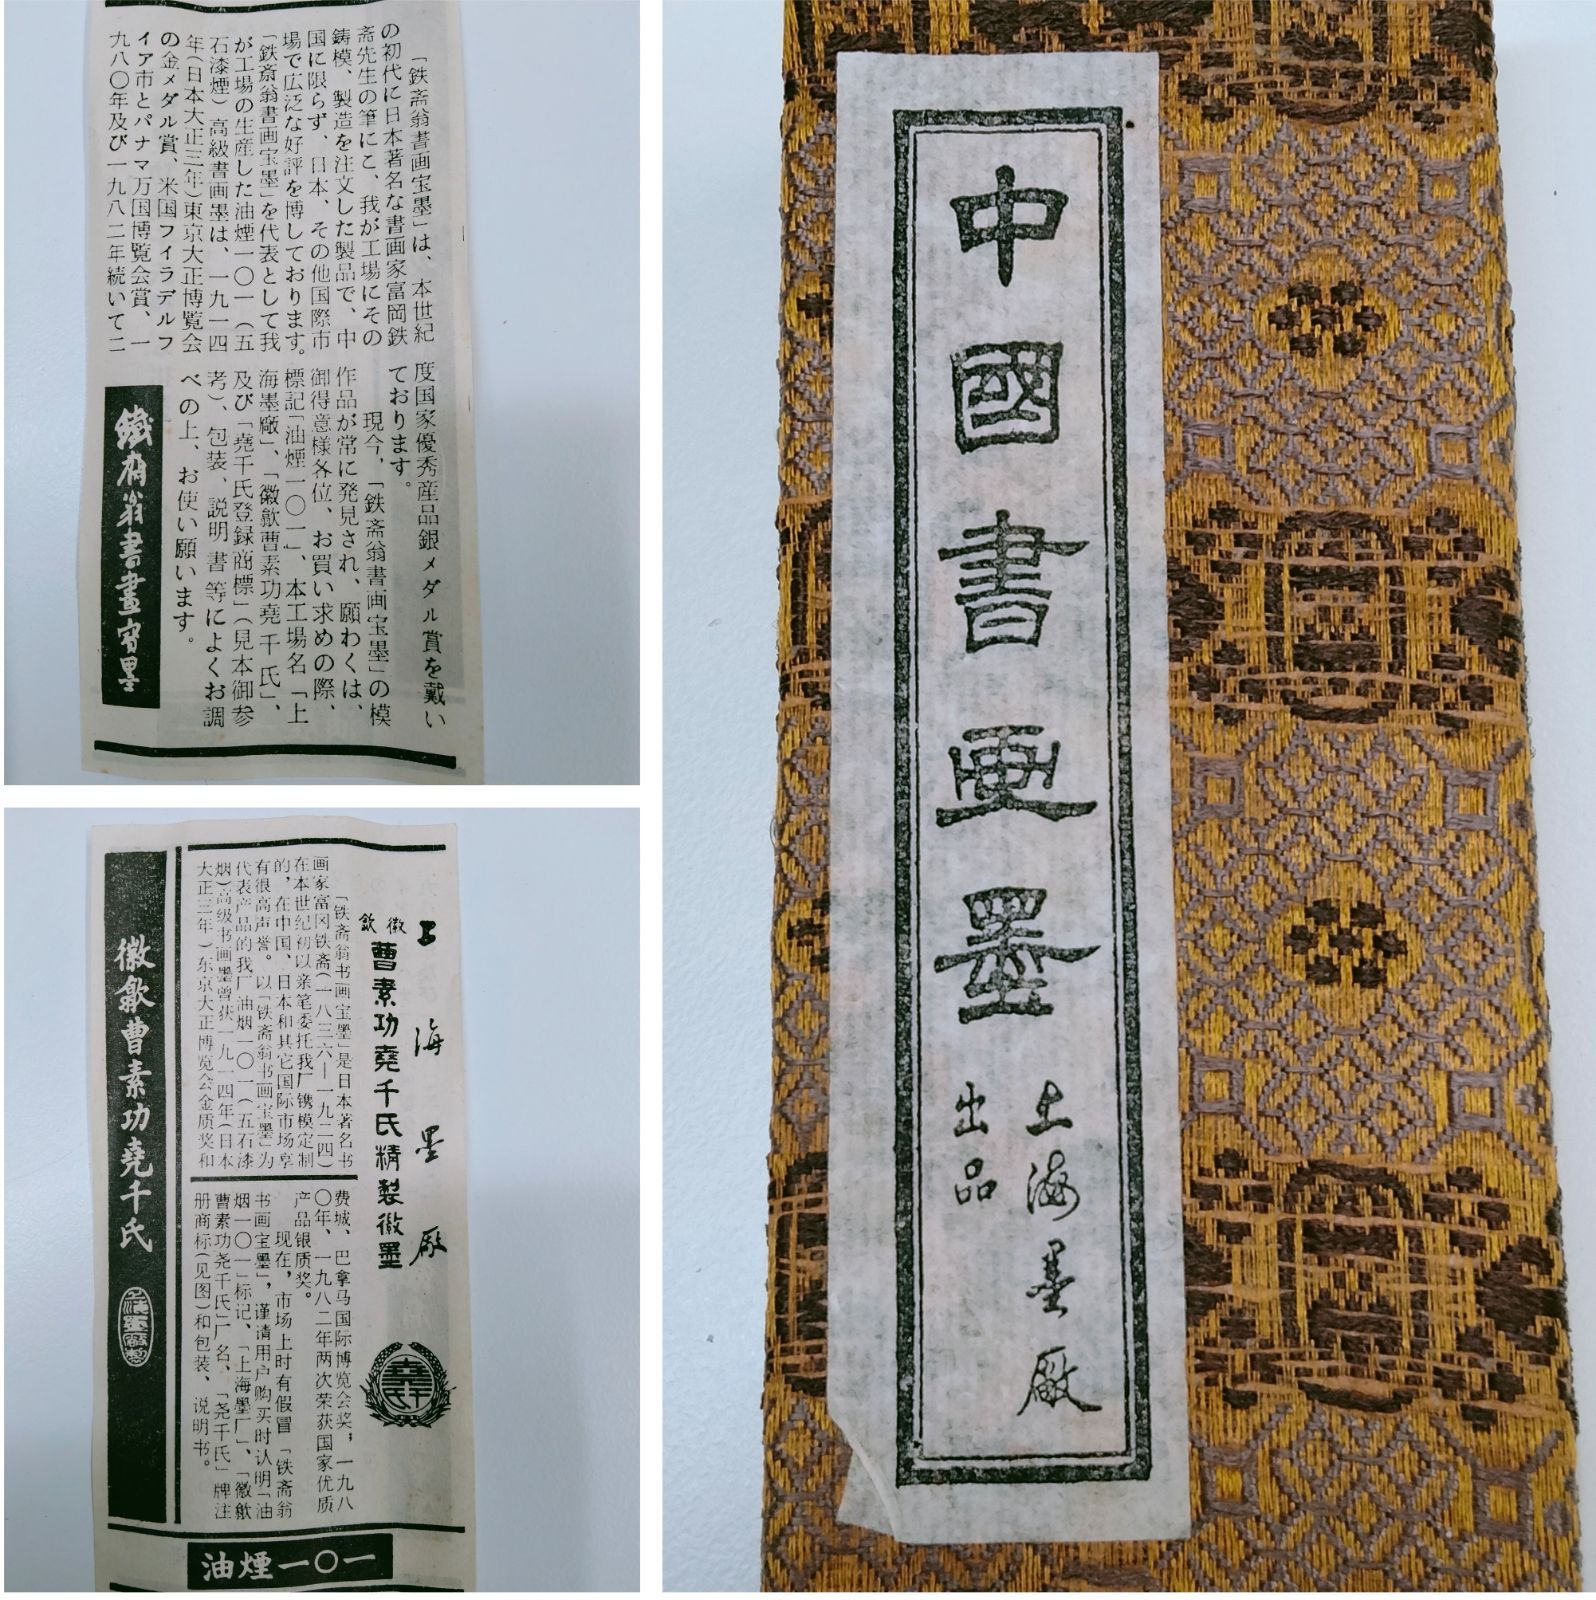 「鉄斎翁書画宝墨」は、本世紀
の初代に日本著名な書画家富岡鉄
斎先生の筆にこ、我が工場にその
鋳模、製造を注文した製品で、中
国に限らず、日本、その他国際市
場で広泛な好評を博しております。
「鉄斎翁書画宝墨」を代表として我
が工場の生産した油煙一〇一（五
石漆煙）高級書画墨は、一九一四
年（日本大正三年）東京大正博覧会
の金メダル賞、米国フィラデルフ
ィア市とパナマ万国博覧会賞、一
九八〇年及び一九八二年続いて二
度国家優秀産品銀メダル賞を戴い
ております。
現今、「鉄斎翁書画宝墨」の模
作品が常に発見され、願わくは、
御得意様各位、お買い求めの際、
標記「油煙一〇一」、本工場名「上
海墨廠」、「徽歙曹素功堯千氏」、
及び「堯千氏登録商標」（見本御参
考）、包装、説明書等によくお調
べの上、お使い願います。
鐵齋翁書畫寳墨
上海墨厰
徽歙
曹素功堯千氏精製徽墨
「铁斋翁书画宝墨」是日本著名书
画家富冈铁斋（一八三六—一九二四）
在本世纪初以亲笔委托我厂镌模定制
的，在中国、日本和其它国际市场享
有很高声誉。以「铁斋翁书画宝墨」为
代表产品的我厂油烟一〇一（五石漆
烟）高级书画墨曾获一九一四年（日本
大正三年）东京大正博览会金质奖和
费城、巴拿马国际博览会奖，一九八
〇年、一九八二年两次荣获国家优质
产品银质奖。
现在，市场上时有假冒「铁斋翁
书画宝墨」，谨请用户购买时认明「油
烟一〇一」标记、「上海墨厂」、「徽歙
曹素功尧千氏」厂名、「尧千氏」牌注
册商标（见图）和包装、说明书。
徽歙曹素功堯千氏
油煙一〇一
中國書画墨
上海墨厰
出品